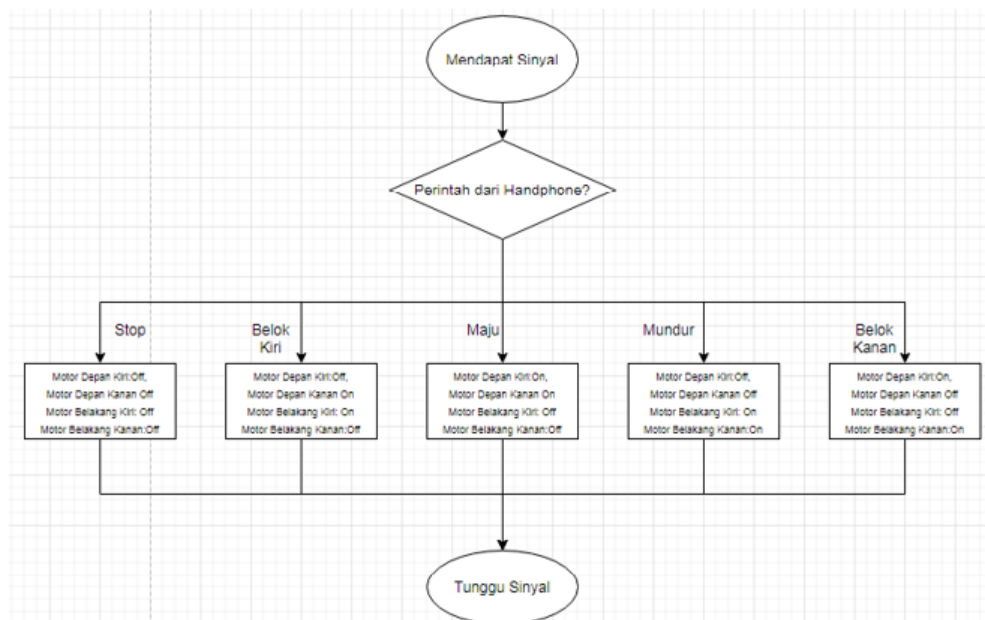 Mendapat Sinyal
Perintah dari Handphone?
Stop
Belok
Kiri
Maju
Mundur
Belok
Kanan
Motor Depan Kiri:Off,
Motor Depan Kanan Off
Motor Belakang Kiri: Off
Motor Belakang Kanan:Off
Motor Depan Kiri:Off,
Motor Depan Kanan On
Motor Belakang Kiri: On
Motor Belakang Kanan:Off
Motor Depan Kiri:On,
Motor Depan Kanan On
Motor Belakang Kiri: Off
Motor Belakang Kanan:Off
Motor Depan Kiri:Off,
Motor Depan Kanan Off
Motor Belakang Kiri: On
Motor Belakang Kanan:On
Motor Depan Kiri:On,
Motor Depan Kanan Off
Motor Belakang Kiri: Off
Motor Belakang Kanan:On
Tunggu Sinyal